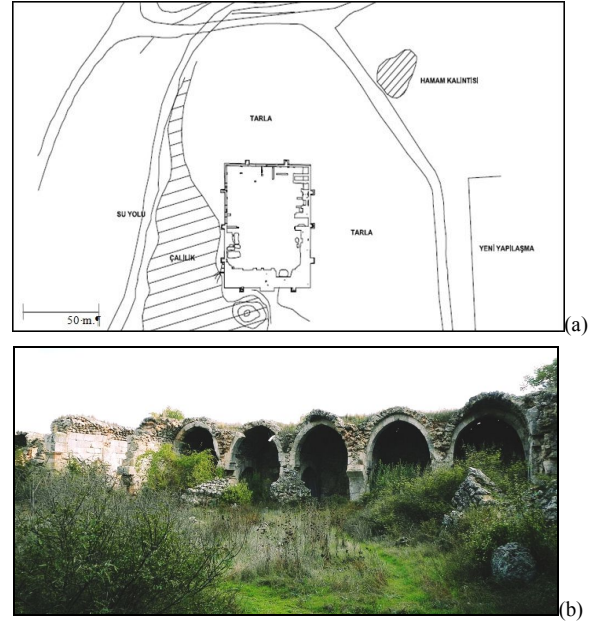 HAMAM KALINTISI
TARLA
SU YOLU
TARLA
ÇALILIK
YENİ YAPILAŞMA
50·m.¶
(a)
(b)